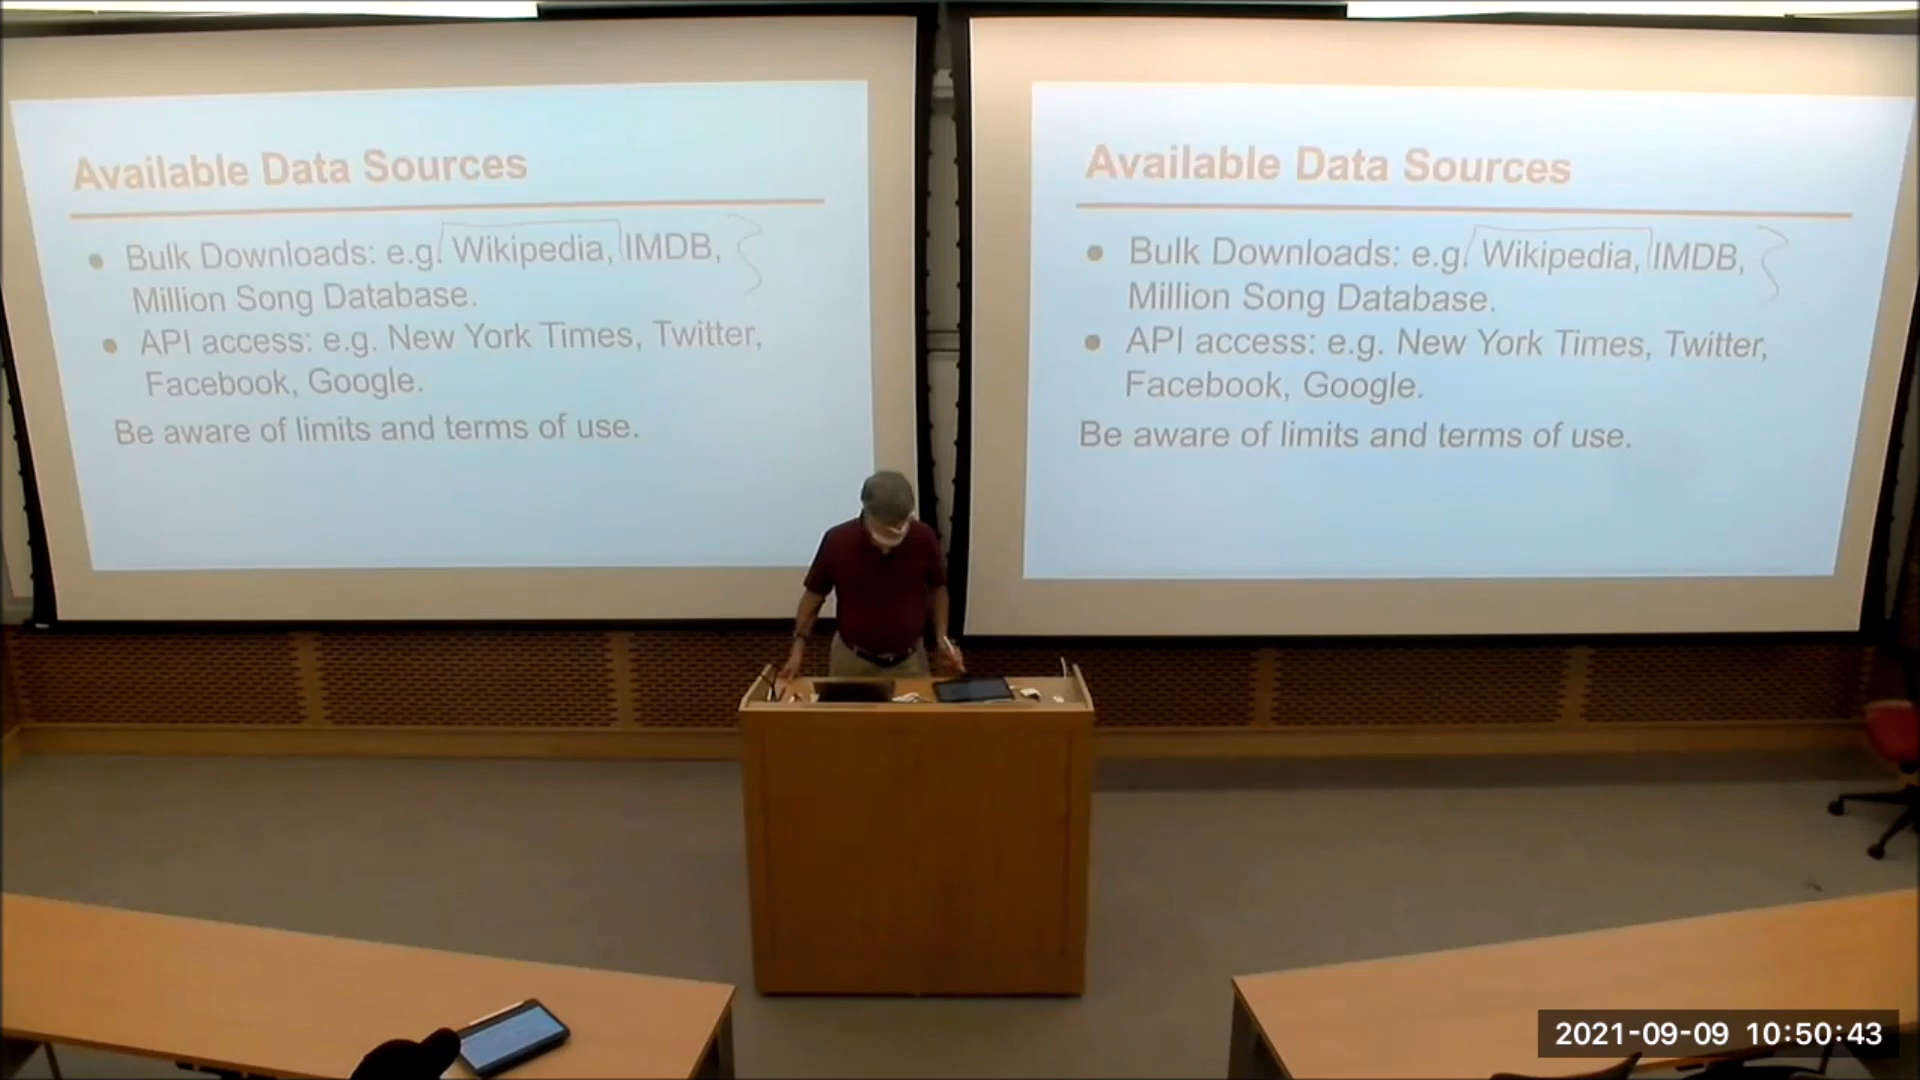 Available Data Sources
Bulk Downloads: e.g. Wikipedia, IMDB,
Million Song Database.
API access: e.g. New York Times, Twitter,
Facebook, Google.
Be aware of limits and terms of use.
Available Data Sources
Bulk Downloads: e.g. Wikipedia, IMDB,
Million Song Database.
API access: e.g. New York Times, Twitter,
Facebook, Google.
Be aware of limits and terms of use.
2021-09-09 10:50:43